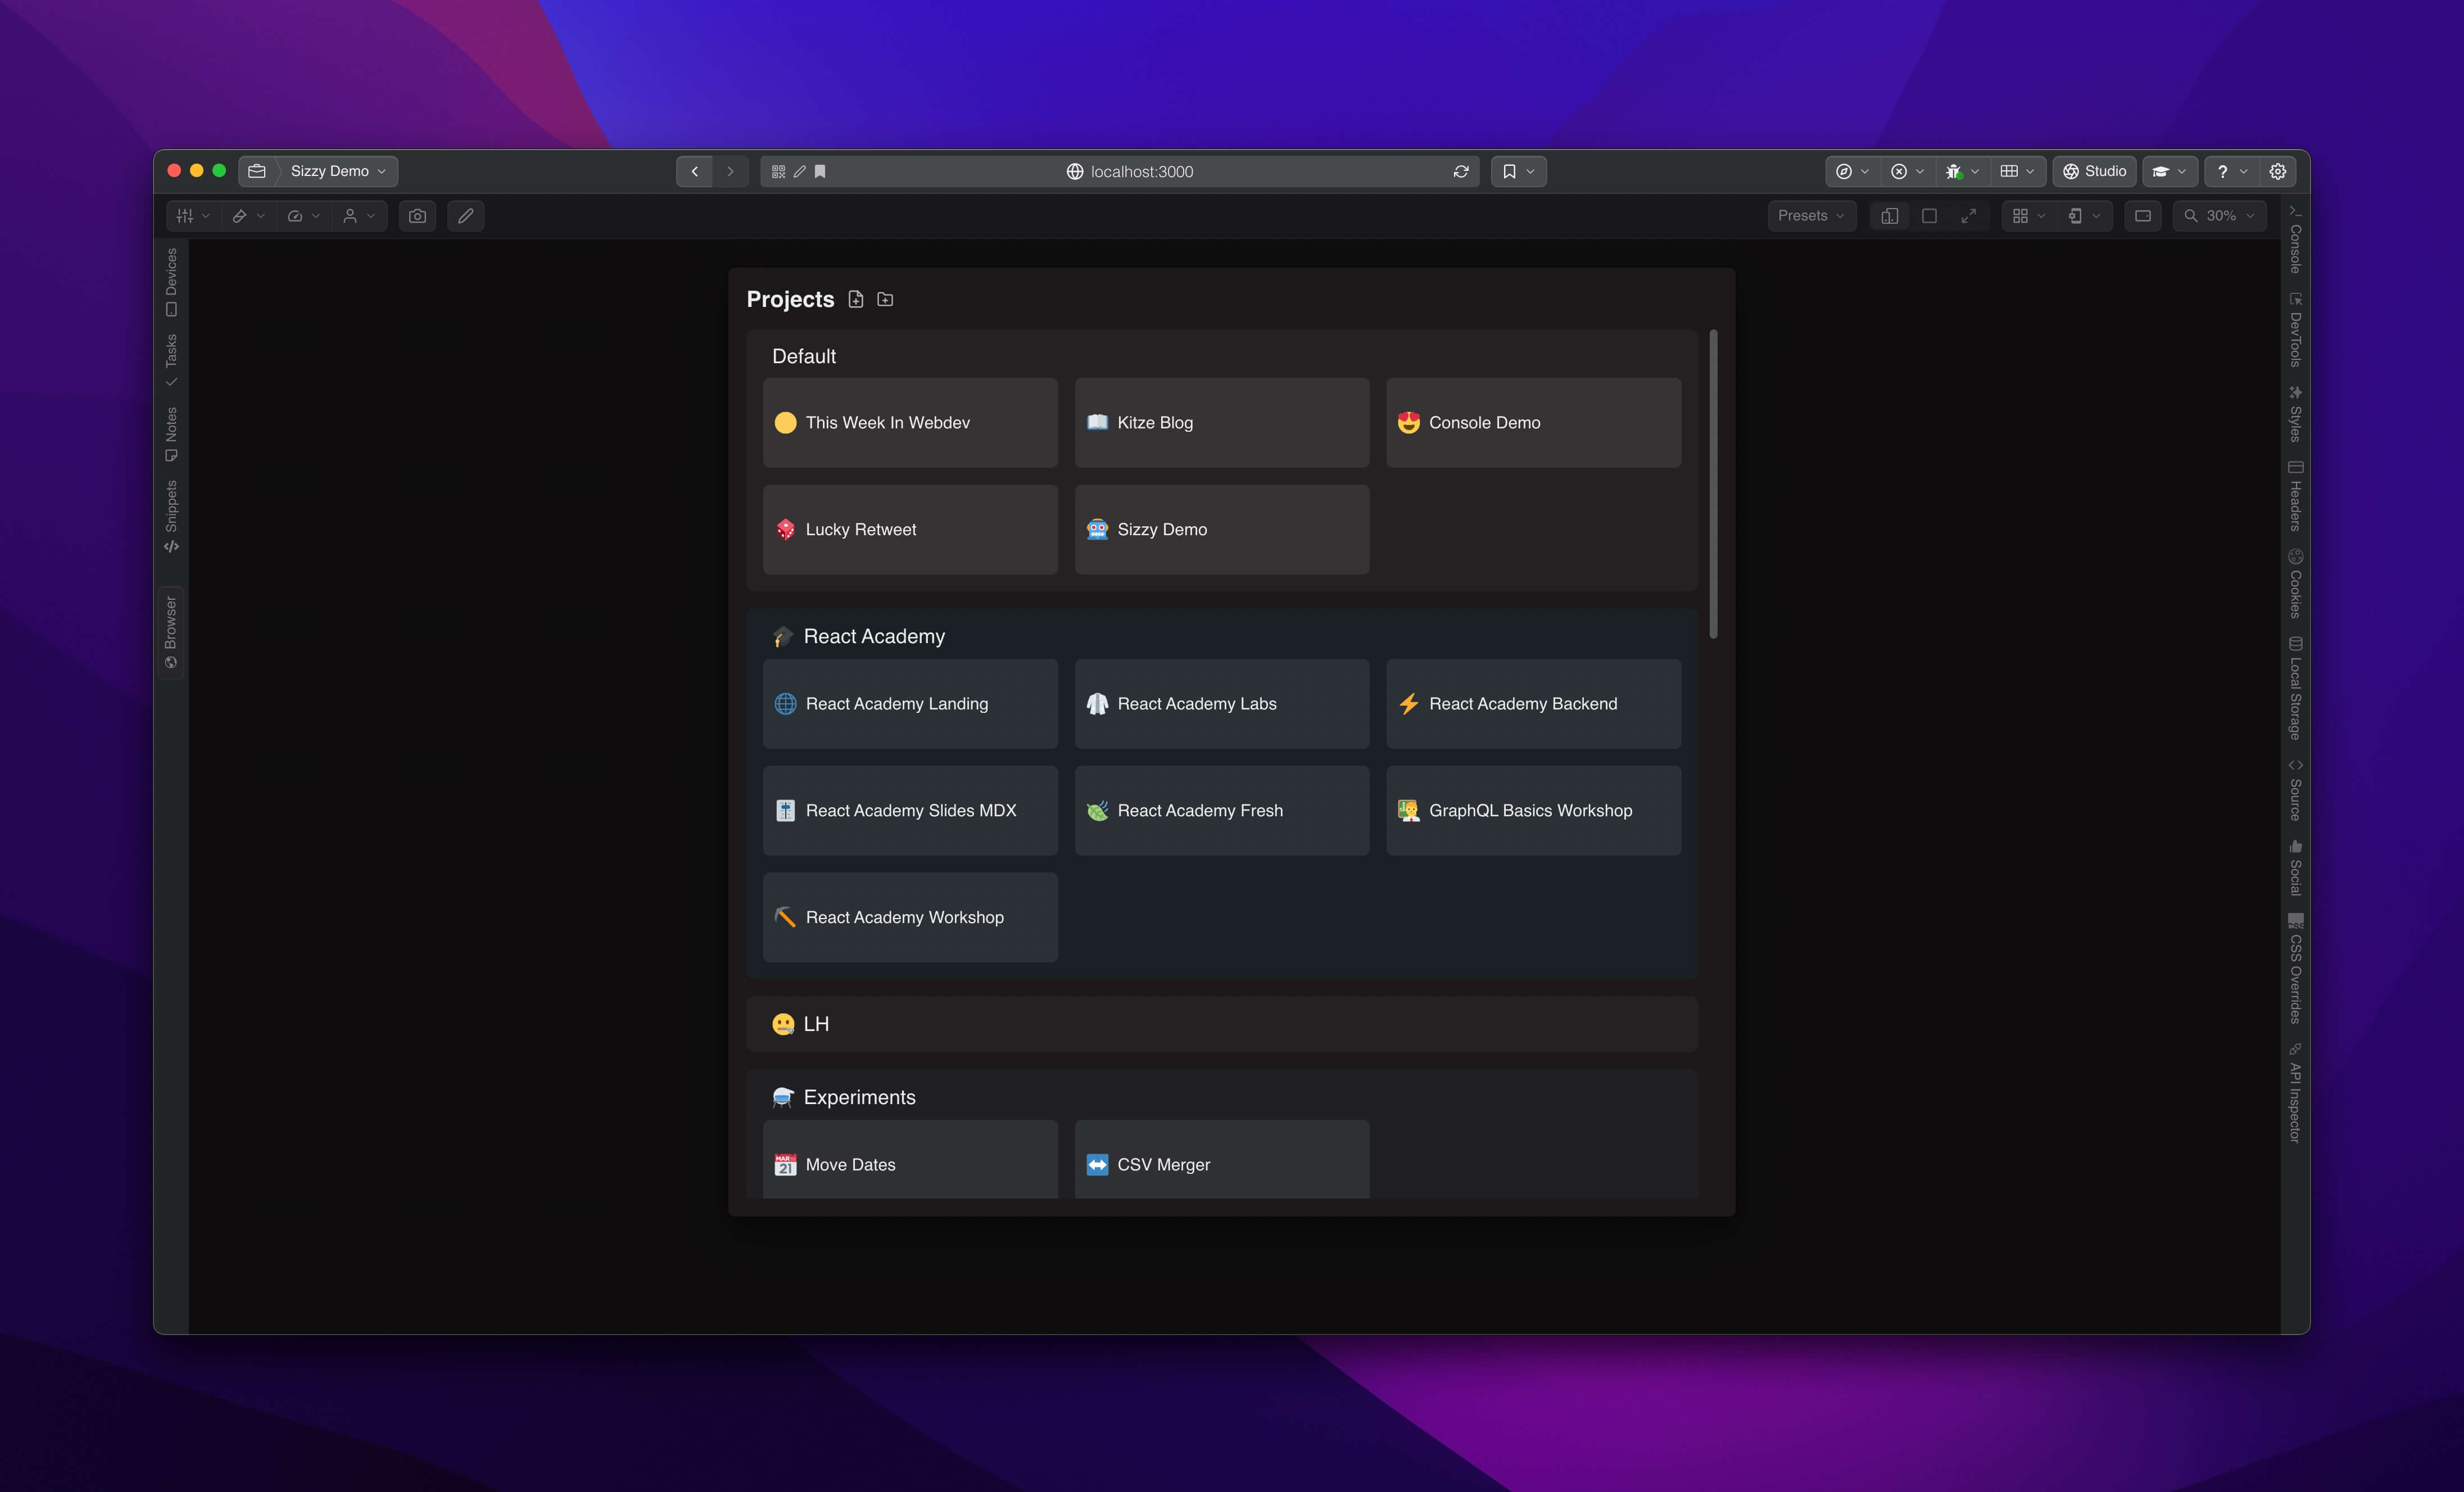 Sizzy Demo
localhost:3000
Studio
?
Presets
30%
Devices
Tasks
Notes
Snippets
Browser
Projects
Default
This Week In Webdev
Kitze Blog
Console Demo
Lucky Retweet
Sizzy Demo
React Academy
React Academy Landing
React Academy Labs
React Academy Backend
React Academy Slides MDX
React Academy Fresh
GraphQL Basics Workshop
React Academy Workshop
LH
Experiments
MAR
21
Move Dates
CSV Merger
Console
DevTools
Styles
Headers
Cookies
Local Storage
Source
Social
CSS Overrides
API Inspector